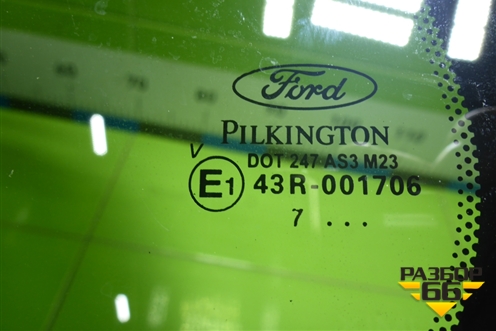 Ford
PILKINGTON
DOT 247 AS3 M23
V
E1 43R-001706
7 ...
РАЗБОР
66